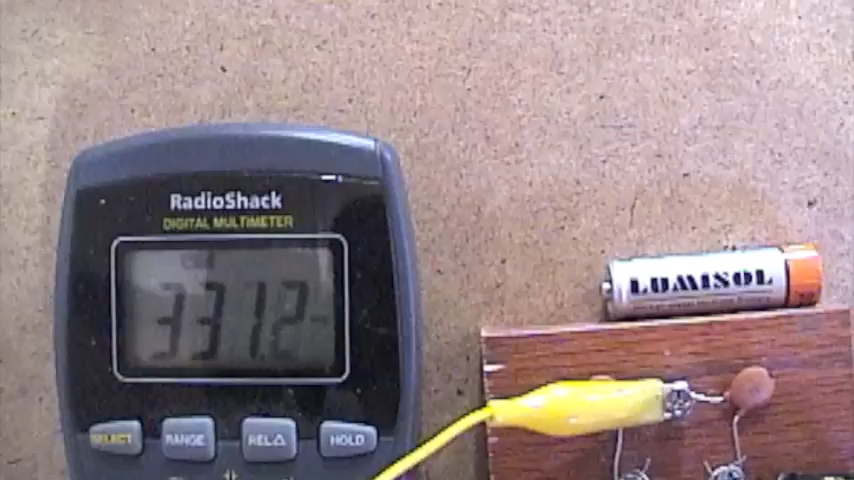 RadioShack
DIGITAL MULTIMETER
331.2
SELECT
RANGE
REL△
HOLD
LUMISOL